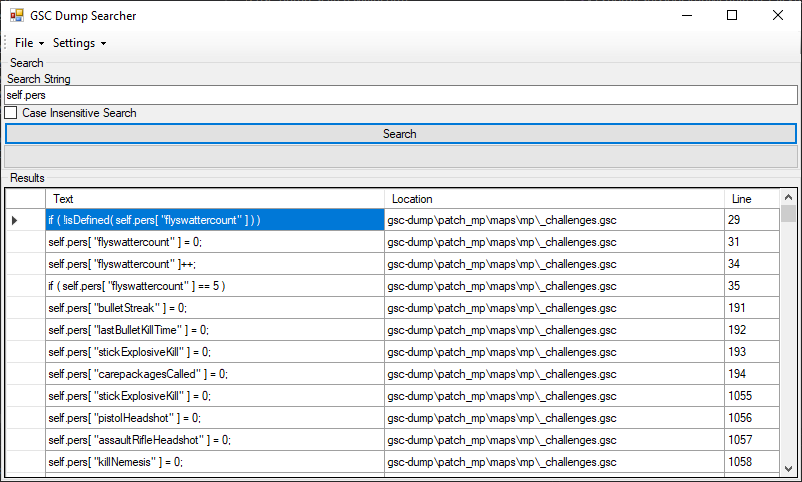 GSC Dump Searcher
File Settings
Search
Search String
self.pers
Case Insensitive Search
Search
Results
Text Location Line
if ( !isDefined( self.pers[ "flyswattercount" ] ) ) gsc-dump\patch_mp\maps\mp\_challenges.gsc 29
self.pers[ "flyswattercount" ] = 0; gsc-dump\patch_mp\maps\mp\_challenges.gsc 31
self.pers[ "flyswattercount" ]++; gsc-dump\patch_mp\maps\mp\_challenges.gsc 34
if ( self.pers[ "flyswattercount" ] == 5 ) gsc-dump\patch_mp\maps\mp\_challenges.gsc 35
self.pers[ "bulletStreak" ] = 0; gsc-dump\patch_mp\maps\mp\_challenges.gsc 191
self.pers[ "lastBulletKillTime" ] = 0; gsc-dump\patch_mp\maps\mp\_challenges.gsc 192
self.pers[ "stickExplosiveKill" ] = 0; gsc-dump\patch_mp\maps\mp\_challenges.gsc 193
self.pers[ "carepackagesCalled" ] = 0; gsc-dump\patch_mp\maps\mp\_challenges.gsc 194
self.pers[ "stickExplosiveKill" ] = 0; gsc-dump\patch_mp\maps\mp\_challenges.gsc 1055
self.pers[ "pistolHeadshot" ] = 0; gsc-dump\patch_mp\maps\mp\_challenges.gsc 1056
self.pers[ "assaultRifleHeadshot" ] = 0; gsc-dump\patch_mp\maps\mp\_challenges.gsc 1057
self.pers[ "killNemesis" ] = 0; gsc-dump\patch_mp\maps\mp\_challenges.gsc 1058